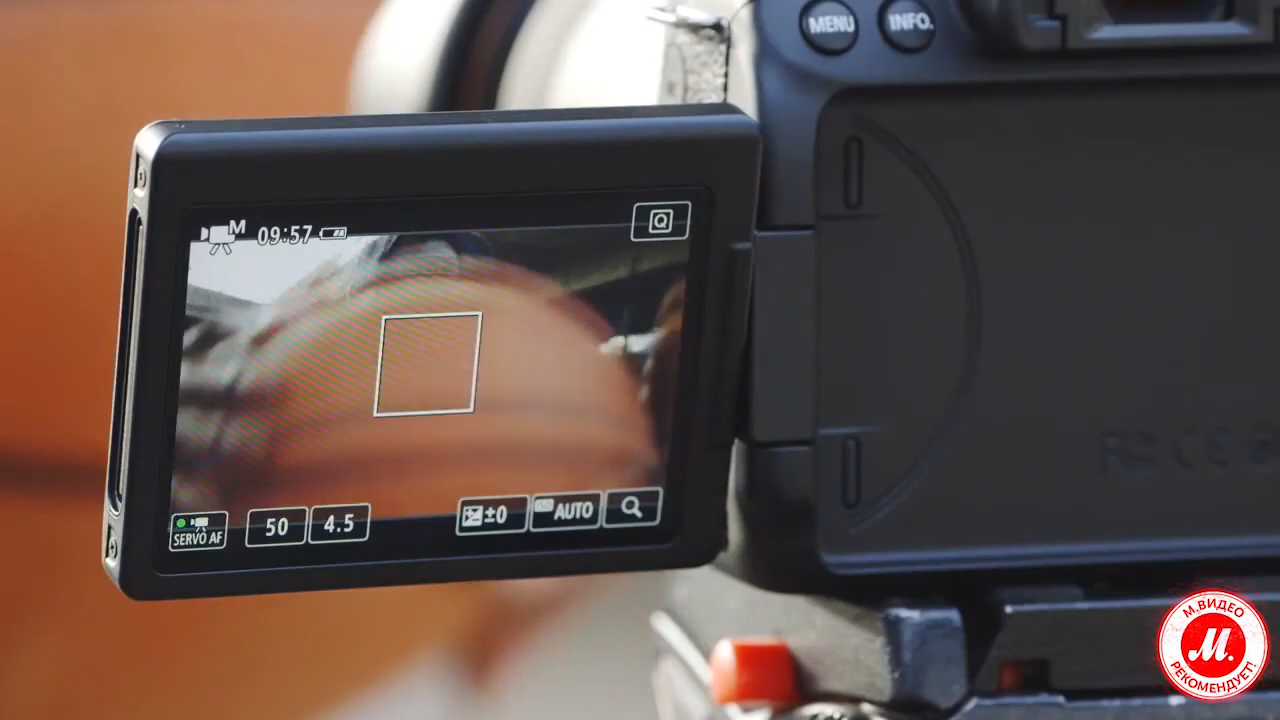 MENU
INFO.
M
09:57
Q
SERVO AF
50
4.5
±0
AUTO
М.ВИДЕО
М.
РЕКОМЕНДУЕТ!